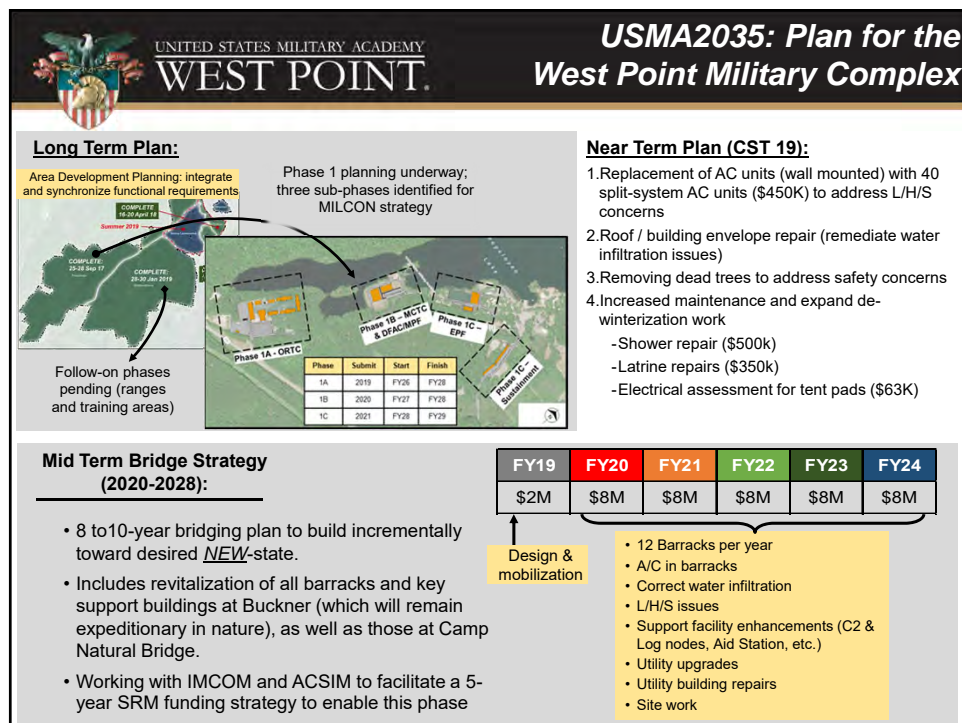 UNITED STATES MILITARY ACADEMY
WEST POINT.
USMA2035: Plan for the
West Point Military Complex
Long Term Plan:
Area Development Planning: integrate
and synchronize functional requirements
COMPLETE
16-20 April 18
Summer 2019
COMPLETE:
25-28 Sep 17
COMPLETE:
28-30 Jan 2019
Phase 1 planning underway;
three sub-phases identified for
MILCON strategy
Phase 1A - ORTC
Phase 1B – MCTC
& DFAC/MPF
Phase 1C –
EPF
Phase 1C -
Sustainment
Phase Submit Start Finish
1A 2019 FY26 FY28
1B 2020 FY27 FY28
1C 2021 FY28 FY29
Follow-on phases
pending (ranges
and training areas)
Near Term Plan (CST 19):
1.Replacement of AC units (wall mounted) with 40
split-system AC units ($450K) to address L/H/S
concerns
2.Roof / building envelope repair (remediate water
infiltration issues)
3.Removing dead trees to address safety concerns
4.Increased maintenance and expand de-
winterization work
-Shower repair ($500k)
-Latrine repairs ($350k)
-Electrical assessment for tent pads ($63K)
Mid Term Bridge Strategy
(2020-2028):
• 8 to10-year bridging plan to build incrementally
toward desired NEW-state.
• Includes revitalization of all barracks and key
support buildings at Buckner (which will remain
expeditionary in nature), as well as those at Camp
Natural Bridge.
• Working with IMCOM and ACSIM to facilitate a 5-
year SRM funding strategy to enable this phase
FY19 FY20 FY21 FY22 FY23 FY24
$2M $8M $8M $8M $8M $8M
Design &
mobilization
• 12 Barracks per year
• A/C in barracks
• Correct water infiltration
• L/H/S issues
• Support facility enhancements (C2 &
Log nodes, Aid Station, etc.)
• Utility upgrades
• Utility building repairs
• Site work